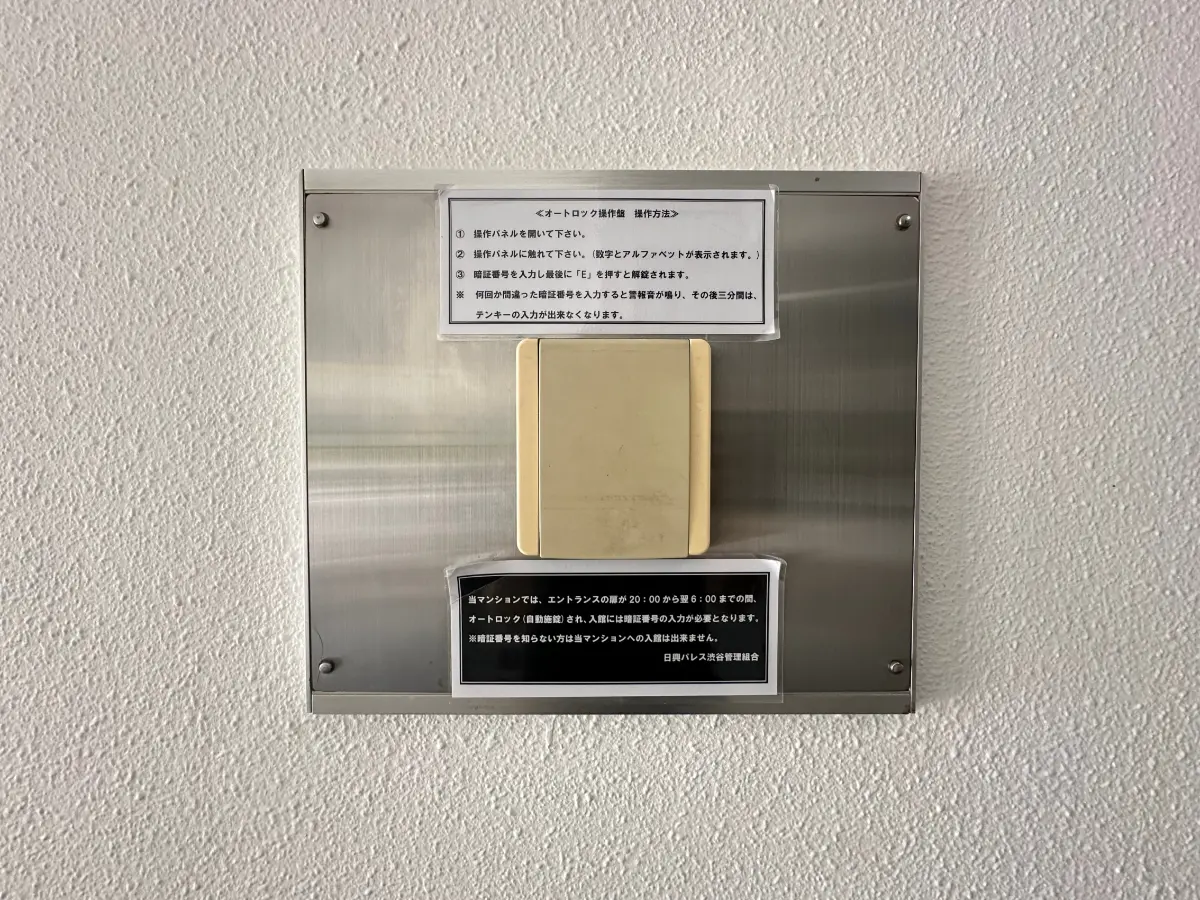 ≪オートロック操作盤　操作方法≫
① 操作パネルを開いて下さい。
② 操作パネルに触れて下さい。(数字とアルファベットが表示されます。)
③ 暗証番号を入力し最後に「E」を押すと解錠されます。
※ 何回か間違った暗証番号を入力すると警報音が鳴り、その後三分間は、
テンキーの入力が出来なくなります。
当マンションでは、エントランスの扉が20：00から翌6：00までの間、
オートロック(自動施錠)され、入館には暗証番号の入力が必要となります。
※暗証番号を知らない方は当マンションへの入館は出来ません。
日興パレス渋谷管理組合